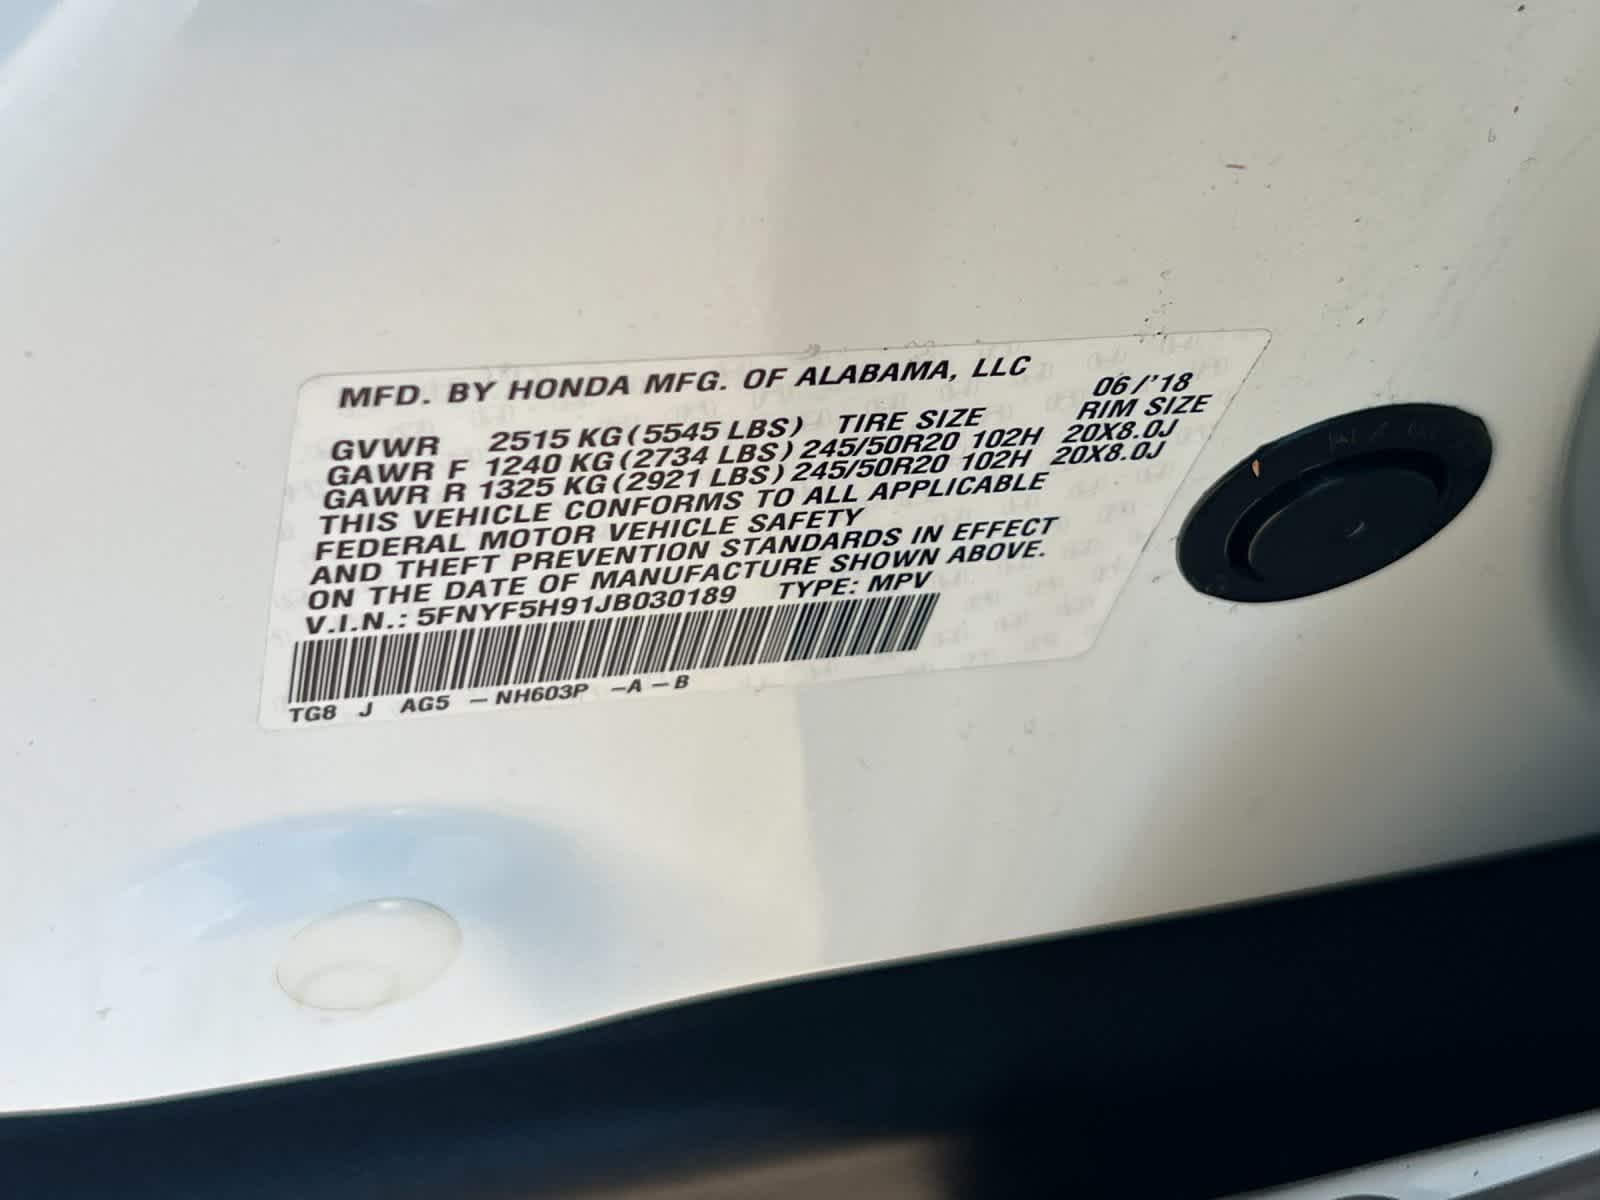 MFD. BY HONDA MFG. OF ALABAMA, LLC 06/'18
GVWR 2515 KG (5545 LBS) TIRE SIZE RIM SIZE
GAWR F 1240 KG (2734 LBS) 245/50R20 102H 20X8.0J
GAWR R 1325 KG (2921 LBS) 245/50R20 102H 20X8.0J
THIS VEHICLE CONFORMS TO ALL APPLICABLE
FEDERAL MOTOR VEHICLE SAFETY
AND THEFT PREVENTION STANDARDS IN EFFECT
ON THE DATE OF MANUFACTURE SHOWN ABOVE.
V.I.N.: 5FNYF5H91JB030189 TYPE: MPV
TG8 J AG5 -NH603P -A-B